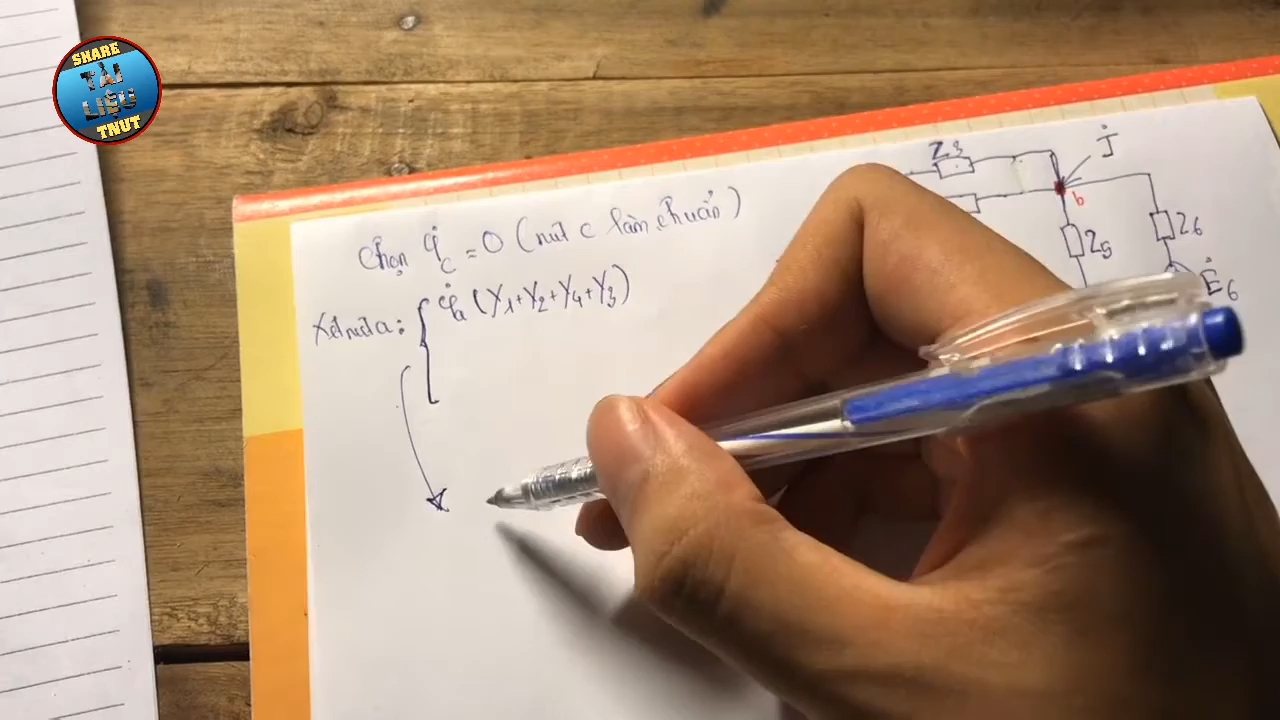 SHARE
TÀI
LIỆU
TNUT
Chọn φ̇c = 0 (nút c làm chuẩn)
Xét nút a: { φ̇a (Y1+Y2+Y4+Y3)
Z3
J̇
b
Z5
Z6
Ė6